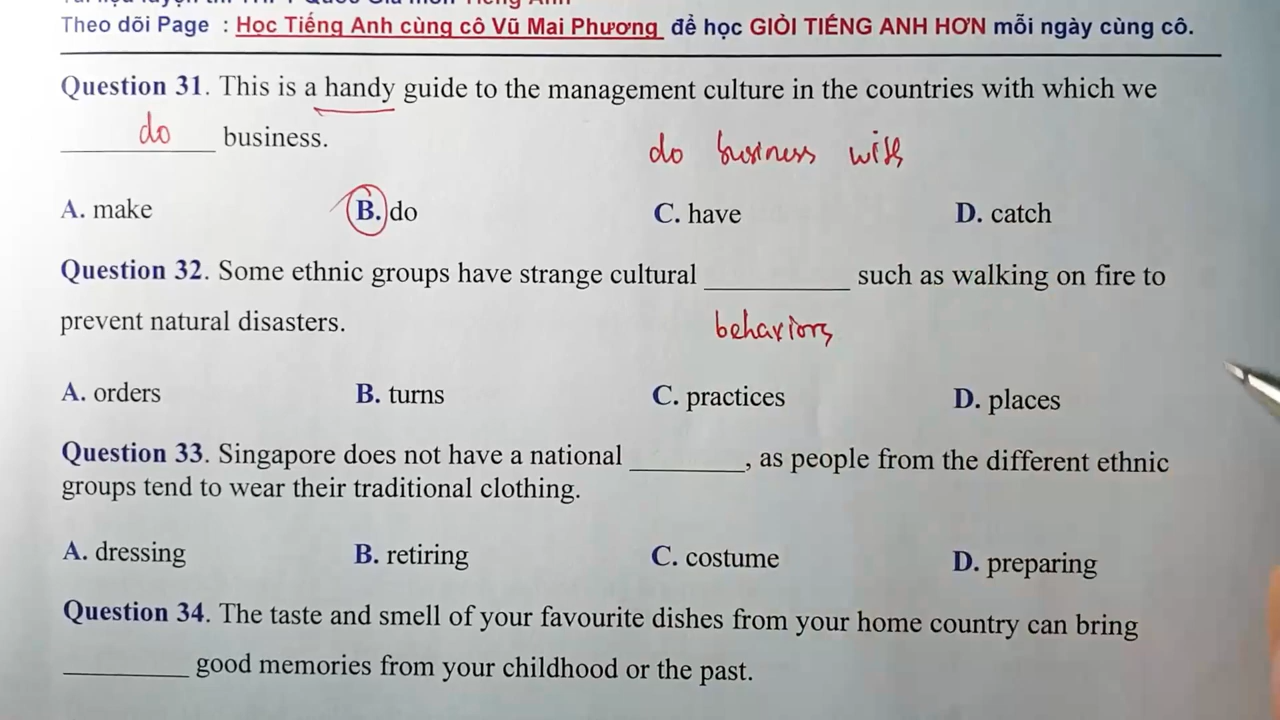 Theo dõi Page : Học Tiếng Anh cùng cô Vũ Mai Phương để học GIỎI TIẾNG ANH HƠN mỗi ngày cùng cô.
Question 31. This is a handy guide to the management culture in the countries with which we
do business.
do business with
A. make B. do C. have D. catch
Question 32. Some ethnic groups have strange cultural __________ such as walking on fire to
prevent natural disasters.
behaviors
A. orders B. turns C. practices D. places
Question 33. Singapore does not have a national ________, as people from the different ethnic
groups tend to wear their traditional clothing.
A. dressing B. retiring C. costume D. preparing
Question 34. The taste and smell of your favourite dishes from your home country can bring
_________ good memories from your childhood or the past.